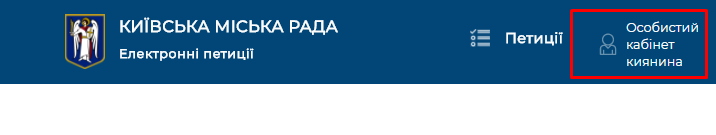 КИЇВСЬКА МІСЬКА РАДА
Електронні петиції
Петиції
Особистий
кабінет
киянина